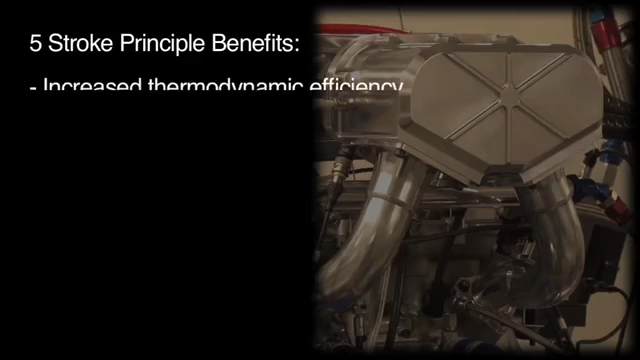 5 Stroke Principle Benefits:
- Increased thermodynamic efficiency